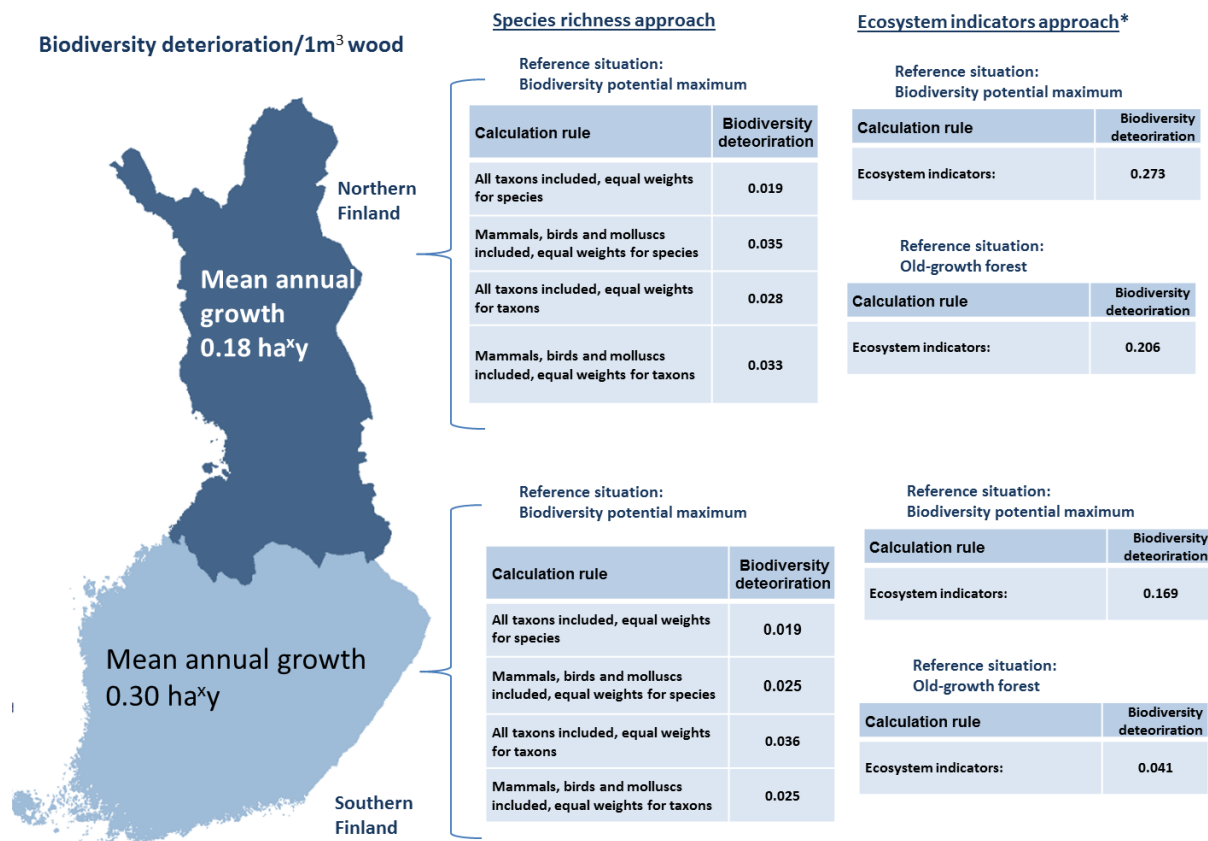 Biodiversity deterioration/1m³ wood
Northern
Finland
Mean annual
growth
0.18 haˣy
Mean annual growth
0.30 haˣy
Southern
Finland
Species richness approach
Reference situation:
Biodiversity potential maximum
Calculation rule
Biodiversity
deteoriration
All taxons included, equal weights
for species
0.019
Mammals, birds and molluscs
included, equal weights for species
0.035
All taxons included, equal weights
for taxons
0.028
Mammals, birds and molluscs
included, equal weights for taxons
0.033
Ecosystem indicators approach*
Reference situation:
Biodiversity potential maximum
Calculation rule
Biodiversity
deteoriration
Ecosystem indicators:
0.273
Reference situation:
Old-growth forest
Calculation rule
Biodiversity
deteoriration
Ecosystem indicators:
0.206
Reference situation:
Biodiversity potential maximum
Calculation rule
Biodiversity
deteoriration
All taxons included, equal weights
for species
0.019
Mammals, birds and molluscs
included, equal weights for species
0.025
All taxons included, equal weights
for taxons
0.036
Mammals, birds and molluscs
included, equal weights for taxons
0.025
Reference situation:
Biodiversity potential maximum
Calculation rule
Biodiversity
deteoriration
Ecosystem indicators:
0.169
Reference situation:
Old-growth forest
Calculation rule
Biodiversity
deteoriration
Ecosystem indicators:
0.041